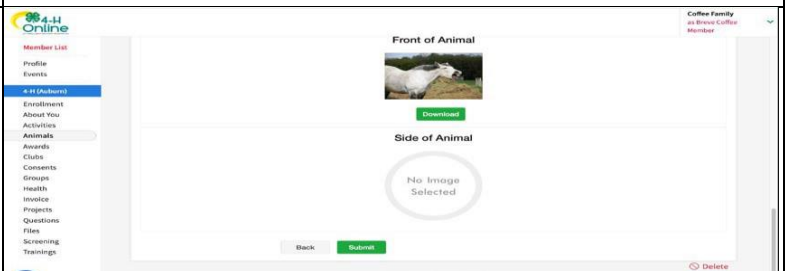 4-H
Online
Coffee Family
as Breve Coffee
Member
Member List
Profile
Events
4-H (Auburn)
Enrollment
About You
Activities
Animals
Awards
Clubs
Consents
Groups
Health
Invoice
Projects
Questions
Files
Screening
Trainings
Front of Animal
Download
Side of Animal
No Image
Selected
Back
Submit
Delete